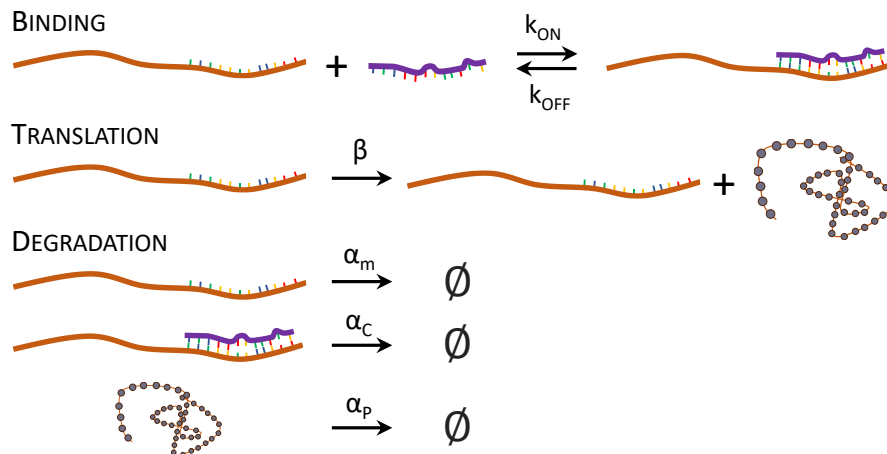 BINDING
+
k_ON
k_OFF
TRANSLATION
β
+
DEGRADATION
α_m
∅
α_C
∅
α_P
∅